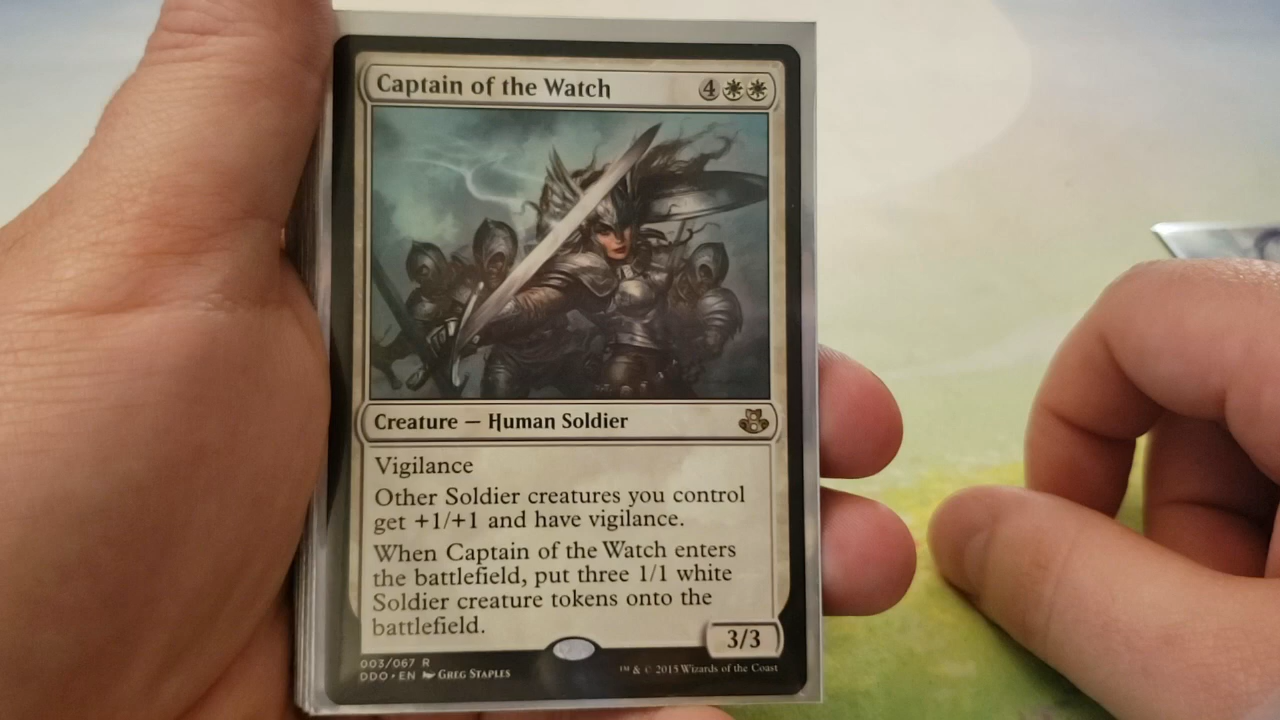 Captain of the Watch 4
Creature — Human Soldier
Vigilance
Other Soldier creatures you control
get +1/+1 and have vigilance.
When Captain of the Watch enters
the battlefield, put three 1/1 white
Soldier creature tokens onto the
battlefield.
3/3
003/067 R
DDO • EN Greg Staples
™ & © 2015 Wizards of the Coast